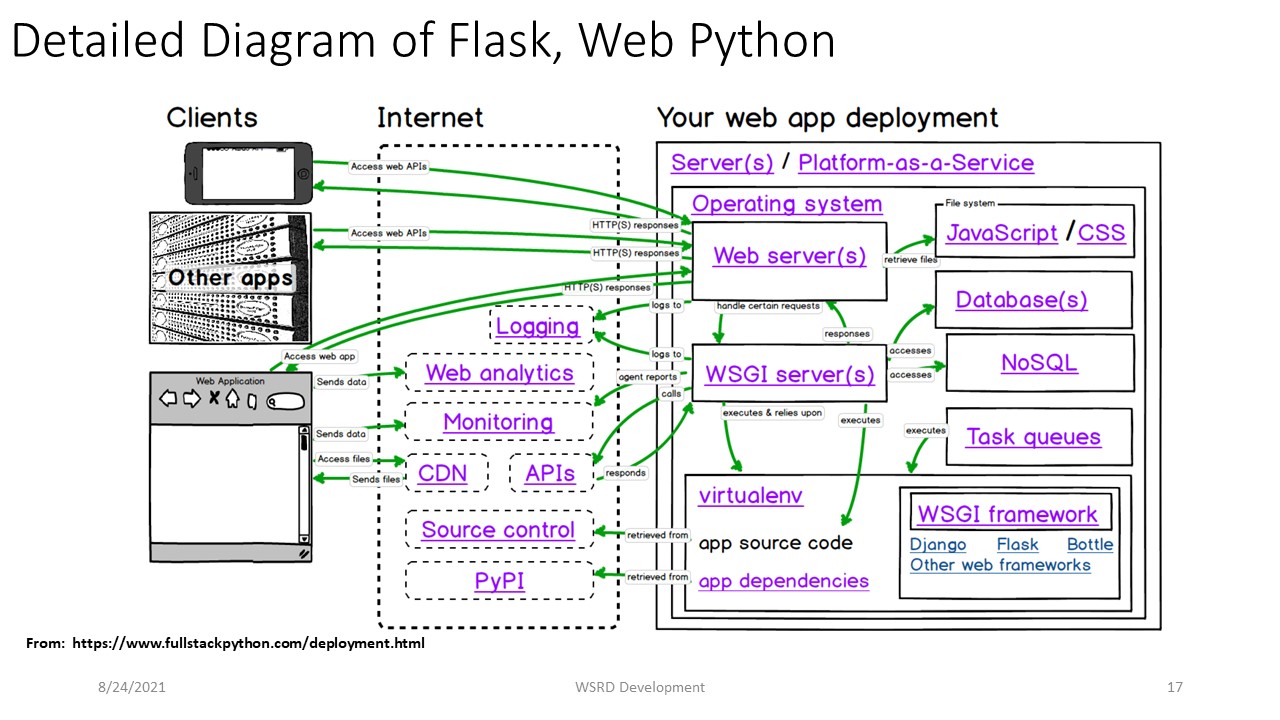 Detailed Diagram of Flask, Web Python
Clients
Internet
Your web app deployment
Server(s) / Platform-as-a-Service
Operating system
File system
JavaScript / CSS
Access web APIs
HTTP(S) responses
Web server(s)
retrieve files
Access web APIs
HTTP(S) responses
Other apps
HTTP(S) responses
Database(s)
logs to
handle certain requests
Logging
responses
Access web app
logs to
accesses
NoSQL
Web Application
Sends data
Web analytics
agent reports
WSGI server(s)
accesses
calls
executes & relies upon
executes
Monitoring
Sends data
executes
Task queues
Access files
CDN
APIs
responds
Sends files
virtualenv
WSGI framework
Source control
retrieved from
app source code
Django Flask Bottle
Other web frameworks
PyPI
retrieved from
app dependencies
From: https://www.fullstackpython.com/deployment.html
8/24/2021
WSRD Development
17